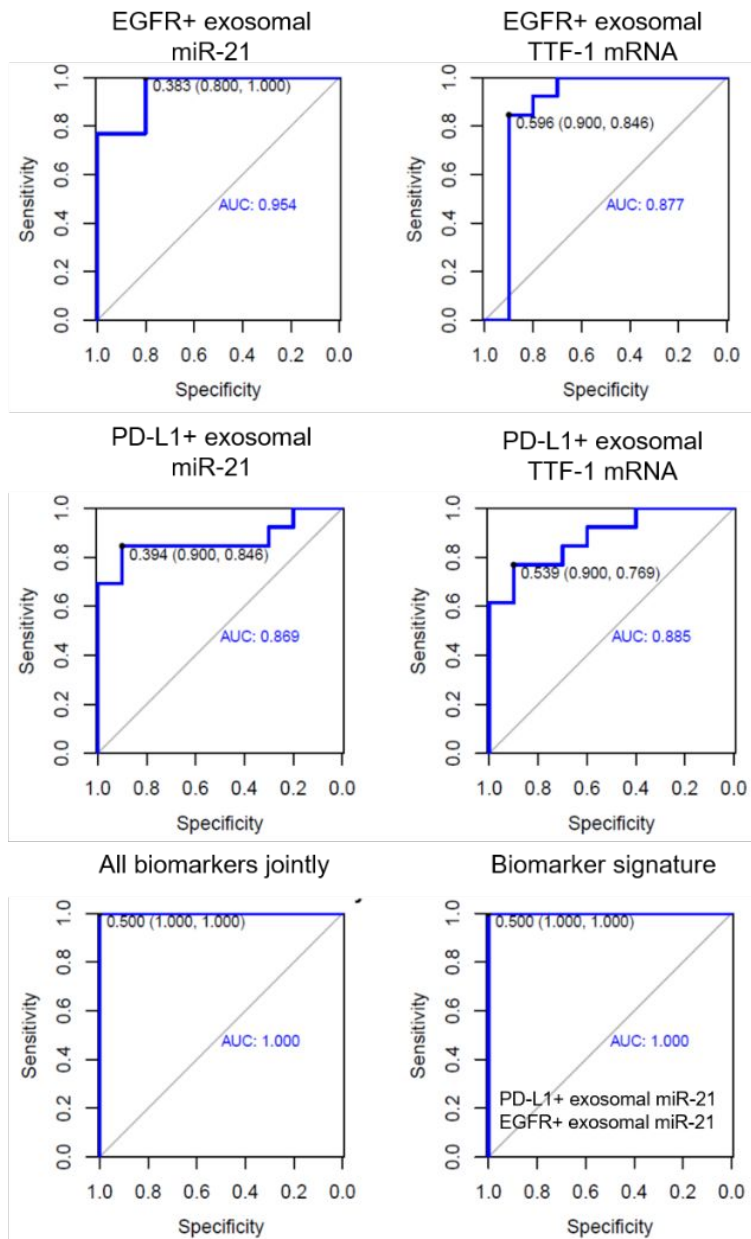 EGFR+ exosomal
miR-21
1.0
0.8
0.6
0.4
0.2
0.0
Sensitivity
0.383 (0.800, 1.000)
AUC: 0.954
1.0 0.8 0.6 0.4 0.2 0.0
Specificity
EGFR+ exosomal
TTF-1 mRNA
1.0
0.8
0.6
0.4
0.2
0.0
Sensitivity
0.596 (0.900, 0.846)
AUC: 0.877
1.0 0.8 0.6 0.4 0.2 0.0
Specificity
PD-L1+ exosomal
miR-21
1.0
0.8
0.6
0.4
0.2
0.0
Sensitivity
0.394 (0.900, 0.846)
AUC: 0.869
1.0 0.8 0.6 0.4 0.2 0.0
Specificity
PD-L1+ exosomal
TTF-1 mRNA
1.0
0.8
0.6
0.4
0.2
0.0
Sensitivity
0.539 (0.900, 0.769)
AUC: 0.885
1.0 0.8 0.6 0.4 0.2 0.0
Specificity
All biomarkers jointly
1.0
0.8
0.6
0.4
0.2
0.0
Sensitivity
0.500 (1.000, 1.000)
AUC: 1.000
1.0 0.8 0.6 0.4 0.2 0.0
Specificity
Biomarker signature
1.0
0.8
0.6
0.4
0.2
0.0
Sensitivity
0.500 (1.000, 1.000)
AUC: 1.000
PD-L1+ exosomal miR-21
EGFR+ exosomal miR-21
1.0 0.8 0.6 0.4 0.2 0.0
Specificity